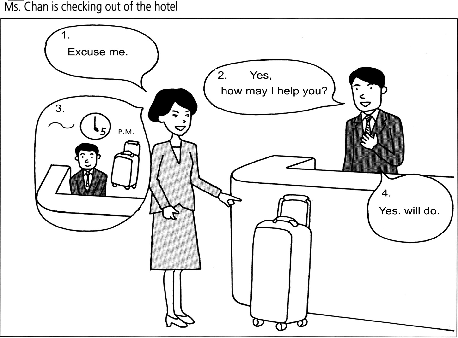 Ms. Chan is checking out of the hotel
1.
Excuse me.
2. Yes,
how may I help you?
3.
5 P.M.
4.
Yes. will do.